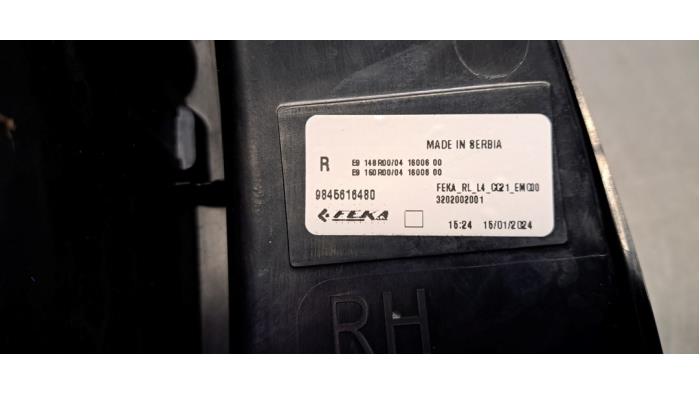 MADE IN SERBIA
R E9 148R00/04 16006 00
E9 150R00/04 16006 00
9845616480 FEKA_RL_L4_CC21_EMC00
3202002001
FEKA 15:24 15/01/2024
RH